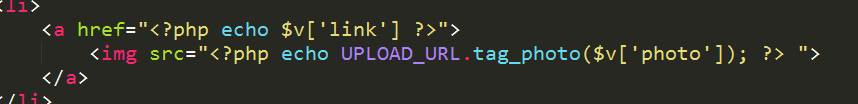 <li>
<a href="<?php echo $v['link'] ?>">
<img src="<?php echo UPLOAD_URL.tag_photo($v['photo']); ?> ">
</a>
</li>